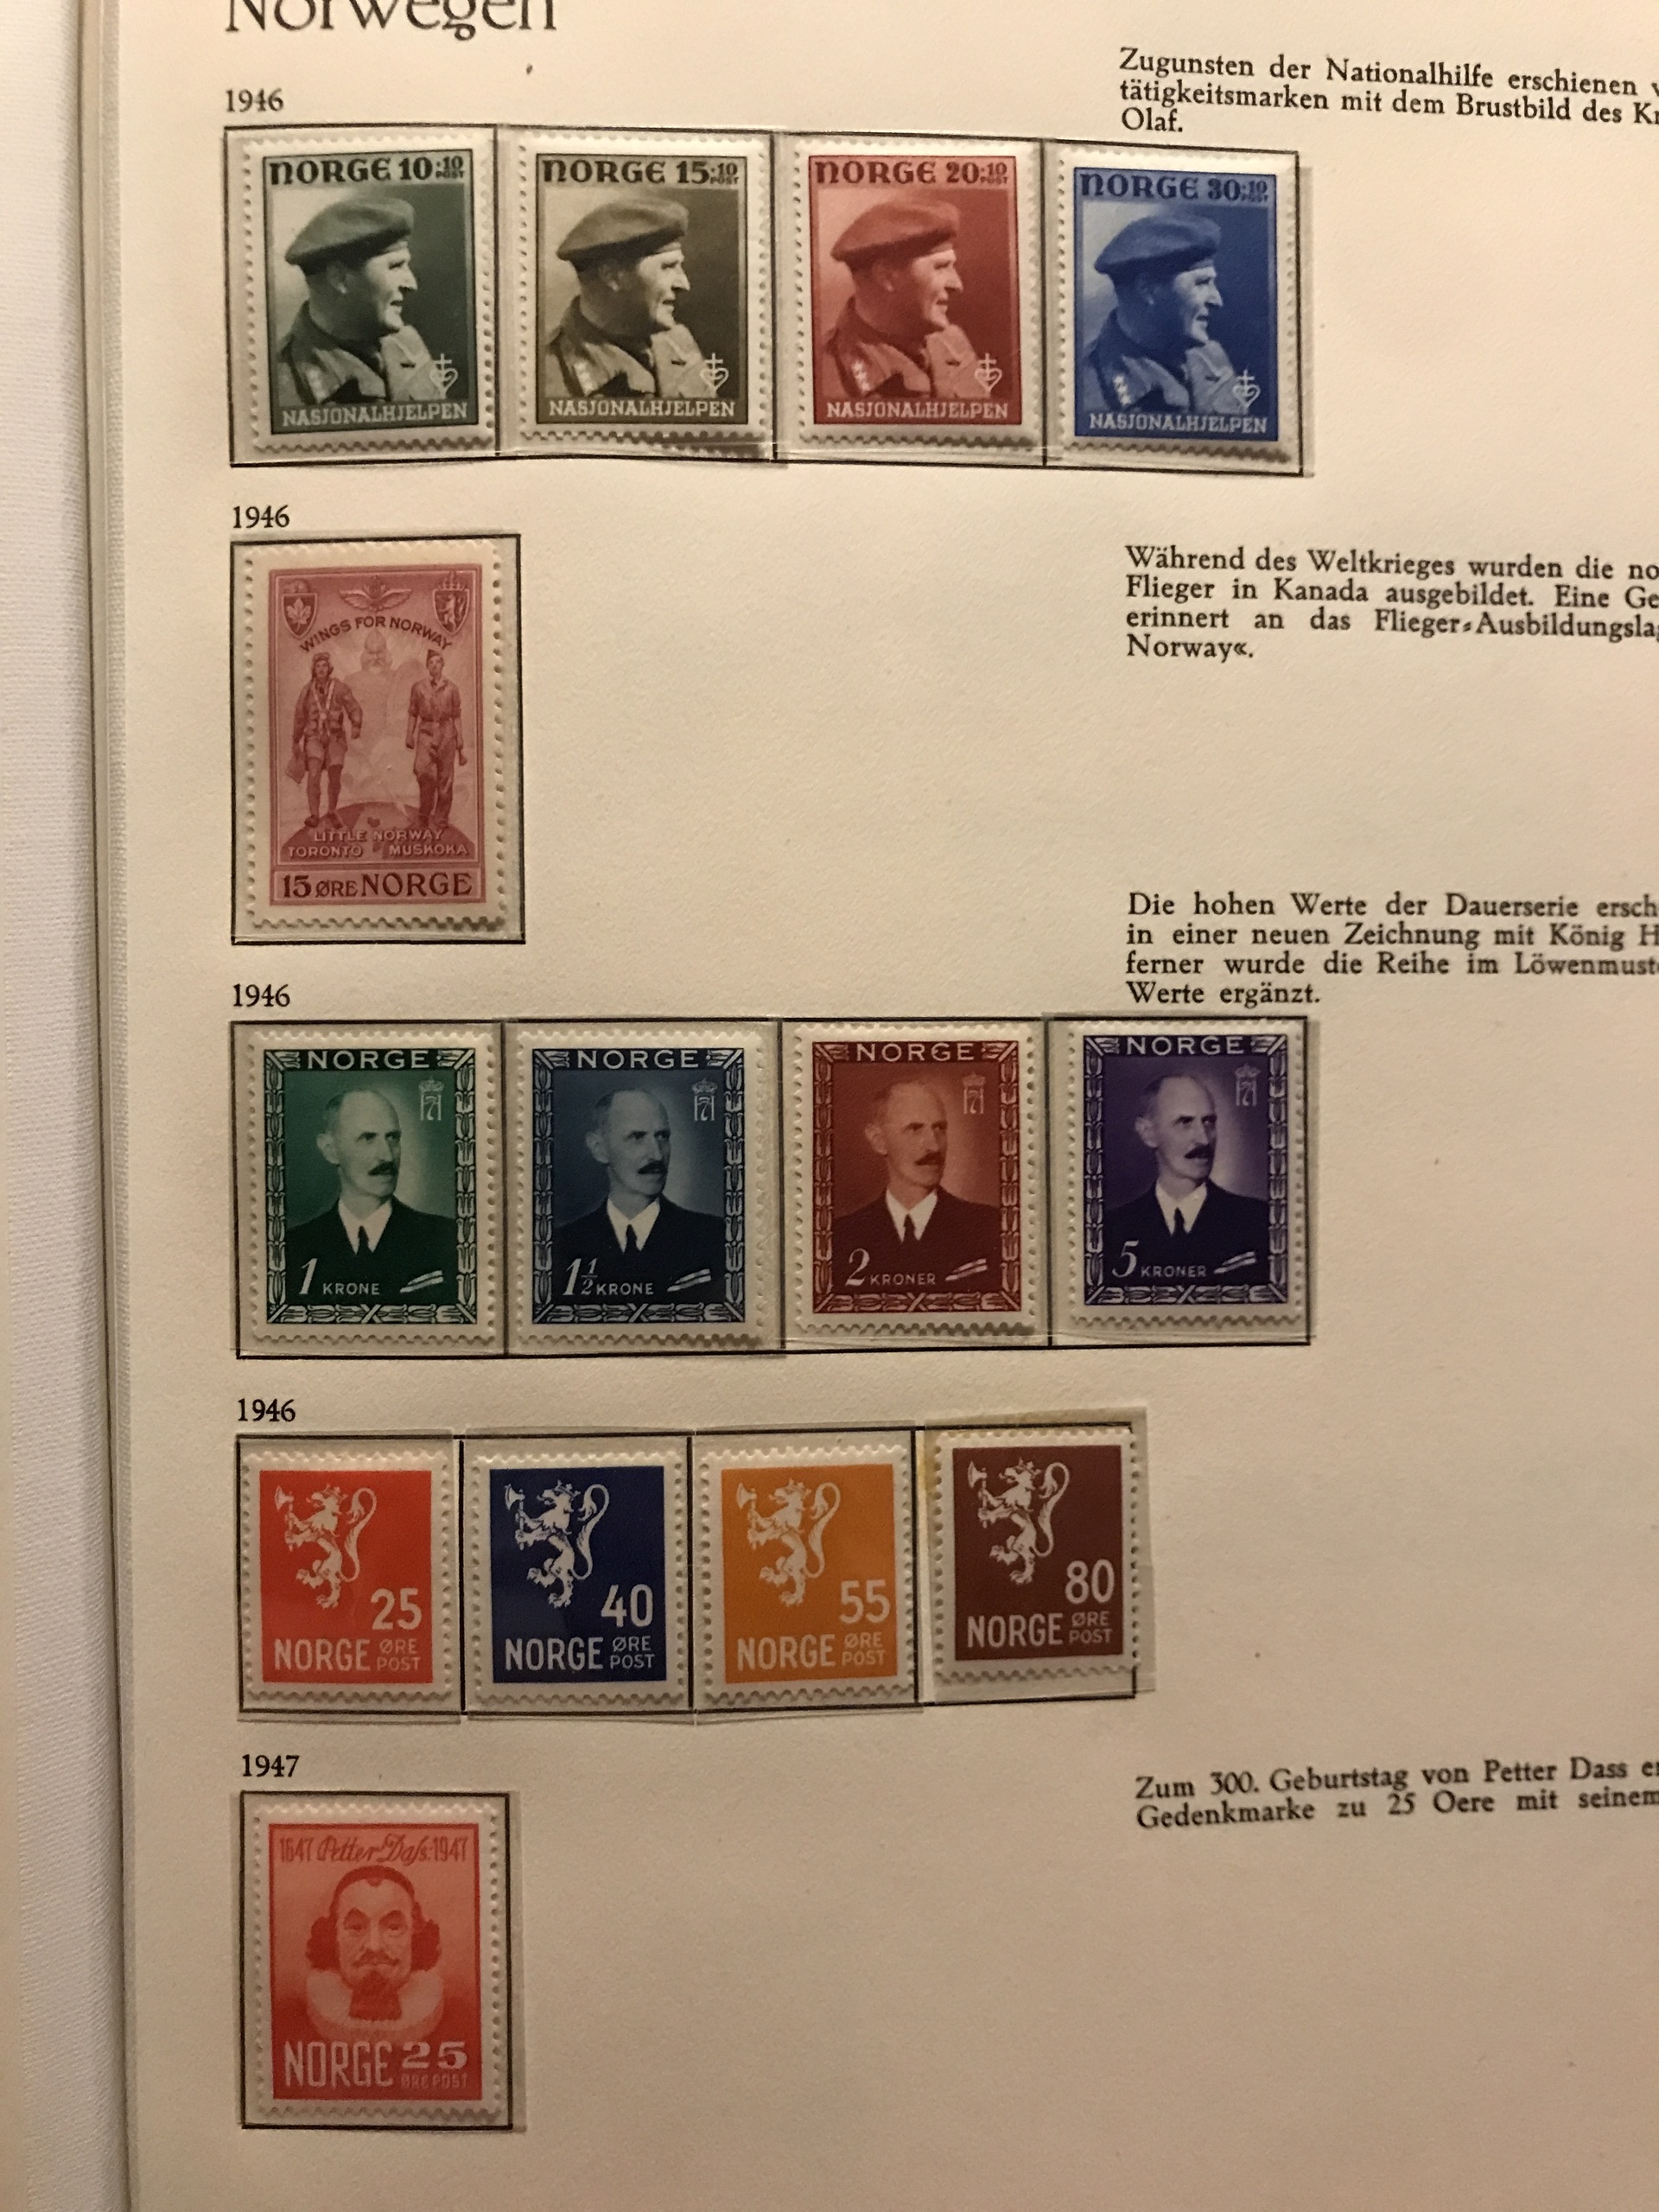 Norwegen
1946
Zugunsten der Nationalhilfe erschienen
tätigkeitsmarken mit dem Brustbild des
Olaf.
NORGE 10+10
POST
NASJONALHJELPEN
NORGE 15+10
POST
NASJONALHJELPEN
NORGE 20+10
POST
NASJONALHJELPEN
NORGE 30+10
POST
NASJONALHJELPEN
1946
Während des Weltkrieges wurden die
Flieger in Kanada ausgebildet. Eine
erinnert an das Flieger-Ausbildungslag
Norway«.
WINGS FOR NORWAY
LITTLE NORWAY
TORONTO MUSKOKA
15 ØRE NORGE
Die hohen Werte der Dauerserie ersch
in einer neuen Zeichnung mit König H
ferner wurde die Reihe im Löwenmust
Werte ergänzt.
1946
NORGE
H7
1 KRONE
NORGE
H7
1½ KRONE
NORGE
H7
2 KRONER
NORGE
H7
5 KRONER
1946
25
NORGE ØRE
POST
40
NORGE ØRE
POST
55
NORGE ØRE
POST
80
NORGE ØRE
POST
1947
Zum 300. Geburtstag von Petter Dass
Gedenkmarke zu 25 Oere mit seinem
1647 Petter Dass 1947
NORGE 25
ØRE POST